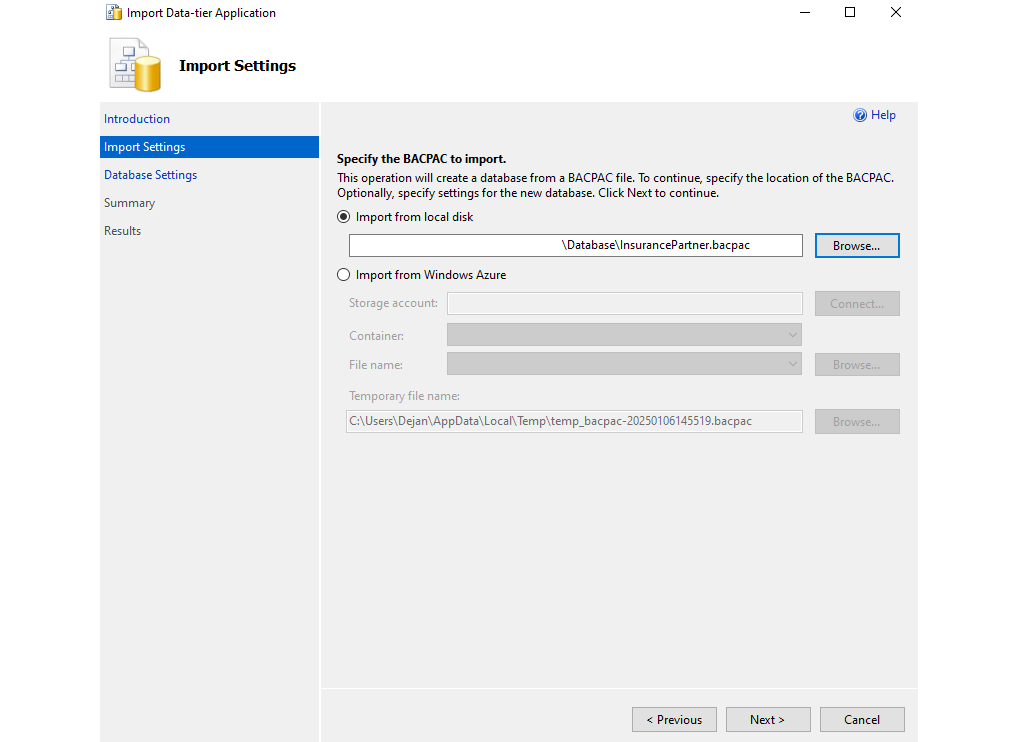 Import Data-tier Application
Import Settings
Introduction
Import Settings
Database Settings
Summary
Results
Help
Specify the BACPAC to import.
This operation will create a database from a BACPAC file. To continue, specify the location of the BACPAC.
Optionally, specify settings for the new database. Click Next to continue.
Import from local disk
\Database\InsurancePartner.bacpac
Browse...
Import from Windows Azure
Storage account:
Connect...
Container:
File name:
Browse...
Temporary file name:
C:\Users\Dejan\AppData\Local\Temp\temp_bacpac-20250106145519.bacpac
Browse...
< Previous
Next >
Cancel